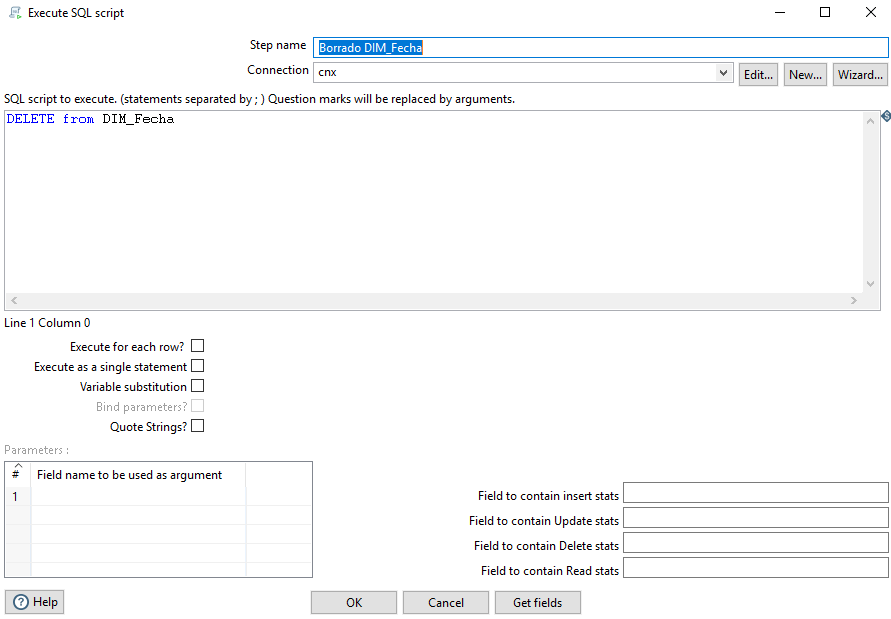 Execute SQL script
Step name Borrado DIM_Fecha
Connection cnx Edit... New... Wizard...
SQL script to execute. (statements separated by ; ) Question marks will be replaced by arguments.
DELETE from DIM_Fecha
Line 1 Column 0
Execute for each row?
Execute as a single statement
Variable substitution
Bind parameters?
Quote Strings?
Parameters :
# Field name to be used as argument
1
Field to contain insert stats
Field to contain Update stats
Field to contain Delete stats
Field to contain Read stats
Help OK Cancel Get fields